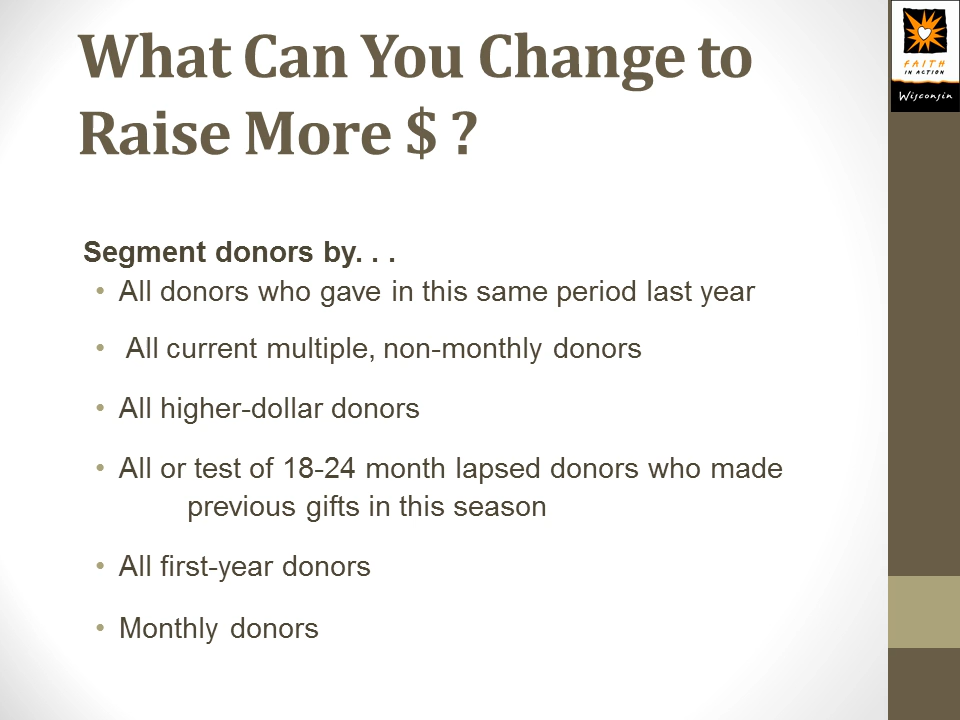 What Can You Change to
Raise More $ ?
FAITH
IN ACTION
Wisconsin
Segment donors by. . .
• All donors who gave in this same period last year
• All current multiple, non-monthly donors
• All higher-dollar donors
• All or test of 18-24 month lapsed donors who made
previous gifts in this season
• All first-year donors
• Monthly donors